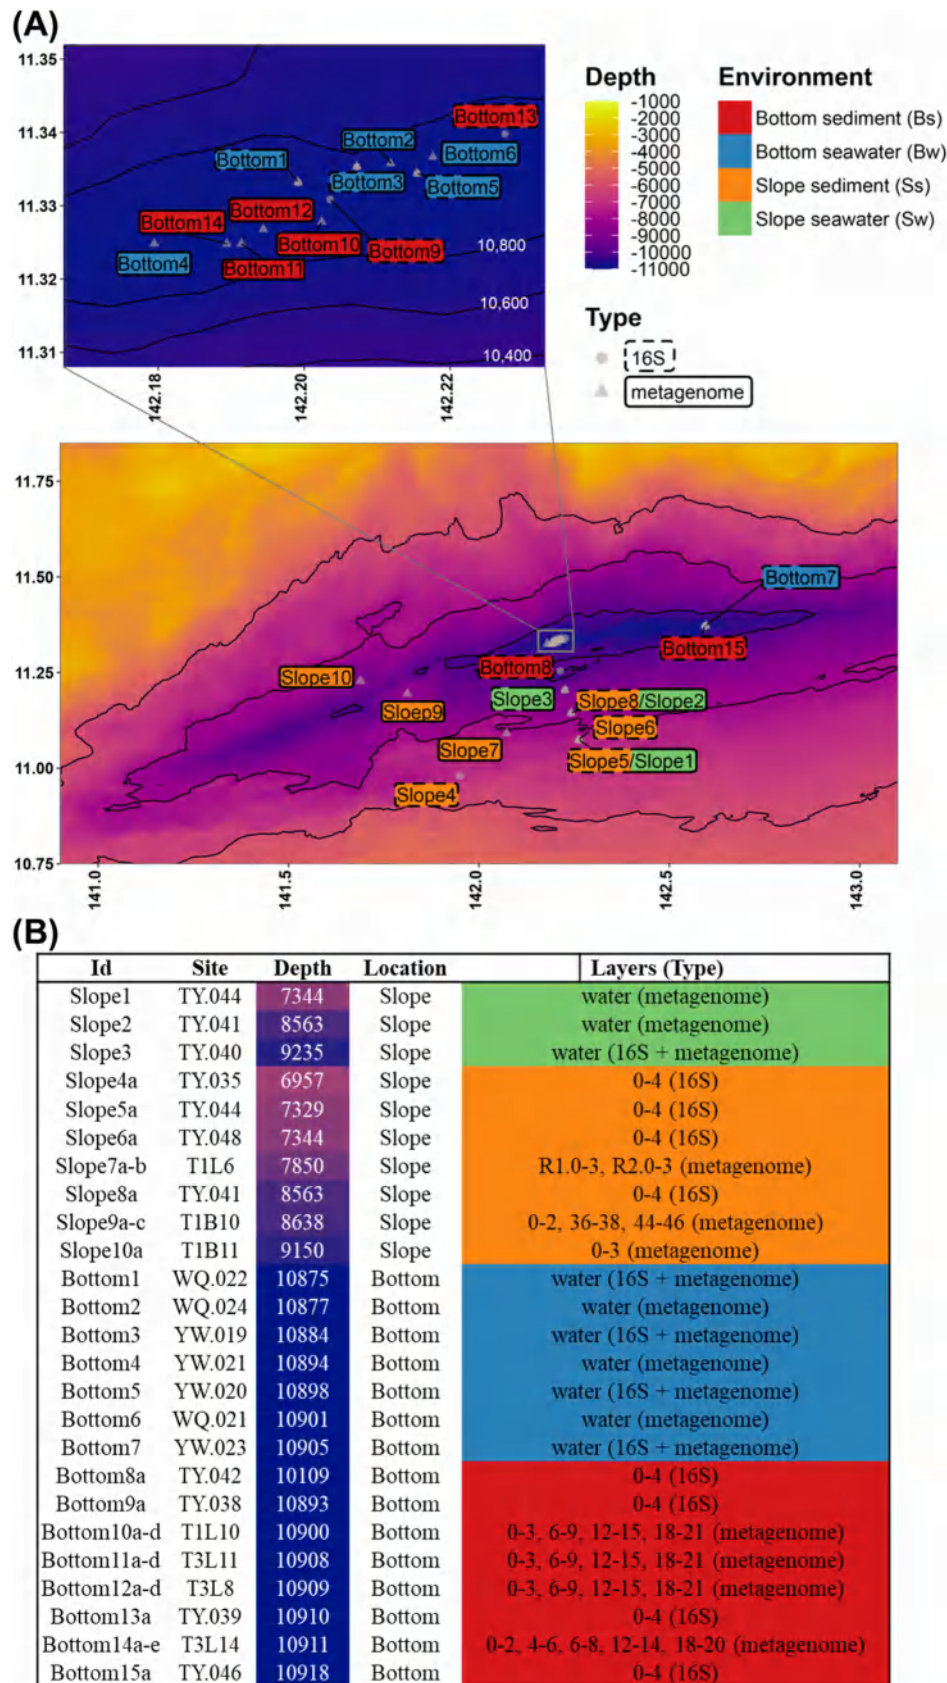 (A)
11.35
11.34
11.33
11.32
11.31
Bottom13
Bottom2
Bottom1
Bottom6
Bottom3
Bottom5
Bottom12
Bottom14
Bottom10
Bottom9
10,800
Bottom4
Bottom11
10,600
10,400
142.18
142.20
142.22
Depth
-1000
-2000
-3000
-4000
-5000
-6000
-7000
-8000
-9000
-10000
-11000
Environment
Bottom sediment (Bs)
Bottom seawater (Bw)
Slope sediment (Ss)
Slope seawater (Sw)
Type
16S
metagenome
11.75
11.50
11.25
11.00
10.75
Bottom7
Bottom15
Bottom8
Slope10
Slope3
Slope8/Slope2
Sloep9
Slope6
Slope7
Slope5/Slope1
Slope4
141.0
141.5
142.0
142.5
143.0
(B)
Id Site Depth Location Layers (Type)
Slope1 TY.044 7344 Slope water (metagenome)
Slope2 TY.041 8563 Slope water (metagenome)
Slope3 TY.040 9235 Slope water (16S + metagenome)
Slope4a TY.035 6957 Slope 0-4 (16S)
Slope5a TY.044 7329 Slope 0-4 (16S)
Slope6a TY.048 7344 Slope 0-4 (16S)
Slope7a-b T1L6 7850 Slope R1.0-3, R2.0-3 (metagenome)
Slope8a TY.041 8563 Slope 0-4 (16S)
Slope9a-c T1B10 8638 Slope 0-2, 36-38, 44-46 (metagenome)
Slope10a T1B11 9150 Slope 0-3 (metagenome)
Bottom1 WQ.022 10875 Bottom water (16S + metagenome)
Bottom2 WQ.024 10877 Bottom water (metagenome)
Bottom3 YW.019 10884 Bottom water (16S + metagenome)
Bottom4 YW.021 10894 Bottom water (metagenome)
Bottom5 YW.020 10898 Bottom water (16S + metagenome)
Bottom6 WQ.021 10901 Bottom water (metagenome)
Bottom7 YW.023 10905 Bottom water (16S + metagenome)
Bottom8a TY.042 10109 Bottom 0-4 (16S)
Bottom9a TY.038 10893 Bottom 0-4 (16S)
Bottom10a-d T1L10 10900 Bottom 0-3, 6-9, 12-15, 18-21 (metagenome)
Bottom11a-d T3L11 10908 Bottom 0-3, 6-9, 12-15, 18-21 (metagenome)
Bottom12a-d T3L8 10909 Bottom 0-3, 6-9, 12-15, 18-21 (metagenome)
Bottom13a TY.039 10910 Bottom 0-4 (16S)
Bottom14a-e T3L14 10911 Bottom 0-2, 4-6, 6-8, 12-14, 18-20 (metagenome)
Bottom15a TY.046 10918 Bottom 0-4 (16S)